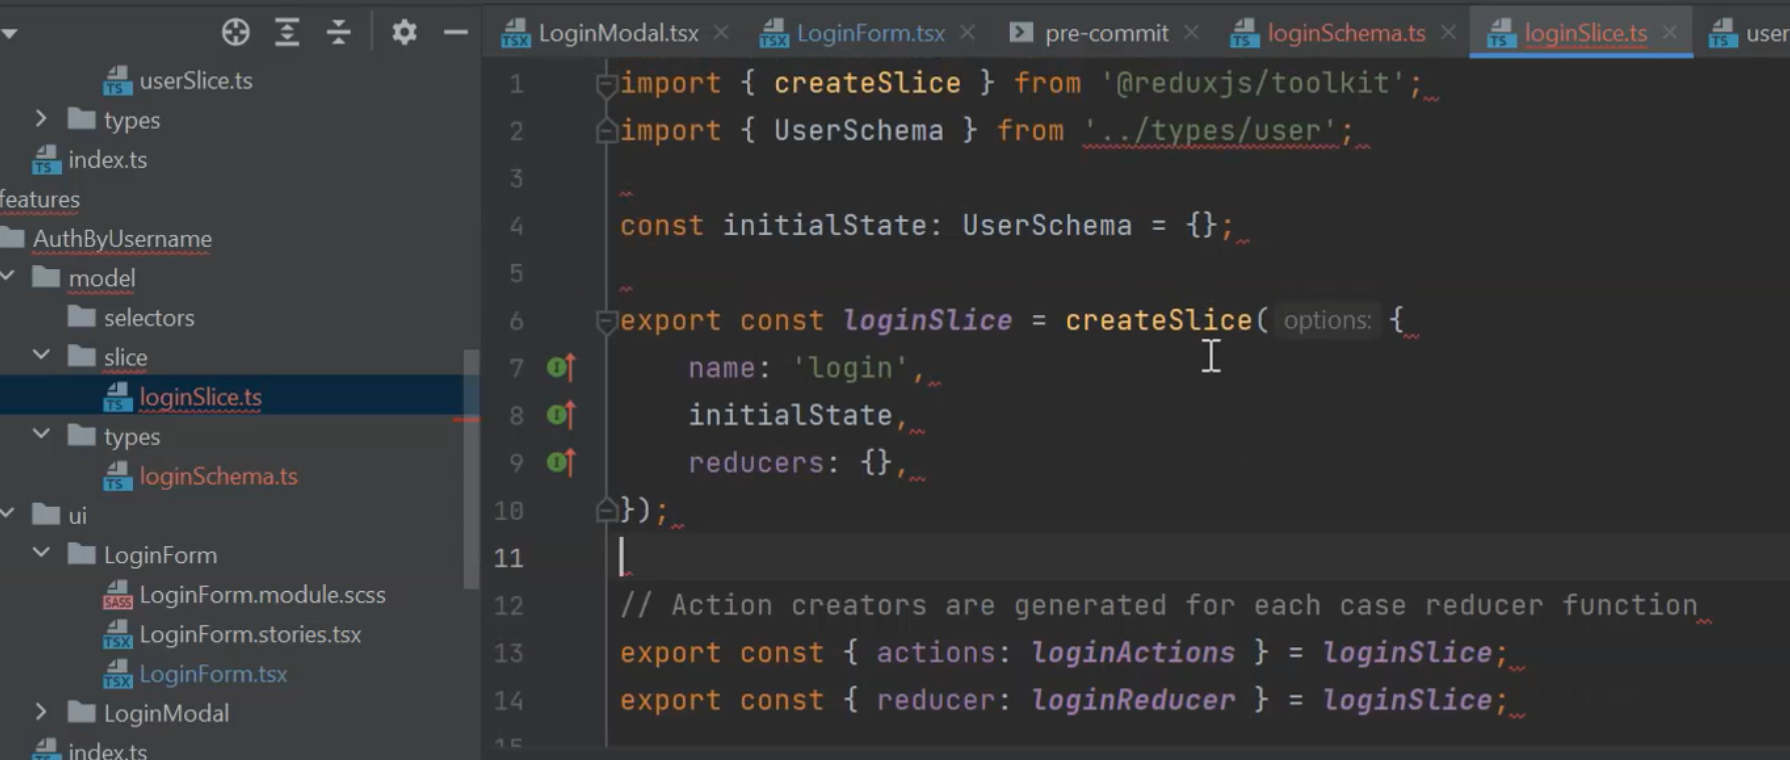 LoginModal.tsx
LoginForm.tsx
pre-commit
loginSchema.ts
loginSlice.ts
user
userSlice.ts
types
index.ts
features
AuthByUsername
model
selectors
slice
loginSlice.ts
types
loginSchema.ts
ui
LoginForm
LoginForm.module.scss
LoginForm.stories.tsx
LoginForm.tsx
LoginModal
index.ts
1 import { createSlice } from '@reduxjs/toolkit';
2 import { UserSchema } from '../types/user';
3
4 const initialState: UserSchema = {};
5
6 export const loginSlice = createSlice( options: {
7 name: 'login',
8 initialState,
9 reducers: {},
10 });
11
12 // Action creators are generated for each case reducer function
13 export const { actions: loginActions } = loginSlice;
14 export const { reducer: loginReducer } = loginSlice;
15